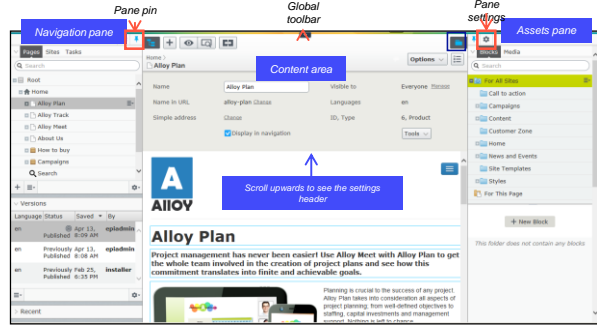 Pane pin
Global
toolbar
Pane
settings
Navigation pane
Assets pane
Pages Sites Tasks
Search
Root
Home
Alloy Plan
Alloy Track
Alloy Meet
About Us
How to buy
Campaigns
Search
Versions
Language Status Saved By
en Published Apr 13, 8:09 AM epladmin
en Previously Published Apr 13, 8:08 AM epladmin
en Previously Published Feb 25, 8:35 PM installer
Recent
Home
Alloy Plan
Content area
Options
Name Alloy Plan Visible to Everyone Manage
Name in URL alloy-plan Change Languages en
Simple address Change ID, Type 6, Product
Display in navigation Tools
Scroll upwards to see the settings
header
A
AllOY
Alloy Plan
Project management has never been easier! Use Alloy Meet with Alloy Plan to get
the whole team involved in the creation of project plans and see how this
commitment translates into finite and achievable goals.
Planning is crucial to the success of any project.
Alloy Plan takes into consideration all aspects of
project planning; from well-defined objectives to
staffing, capital investments and management
support. Nothing is left to chance.
Blocks Media
Search
For All Sites
Call to action
Campaigns
Content
Customer Zone
Home
News and Events
Site Templates
Styles
For This Page
+ New Block
This folder does not contain any blocks